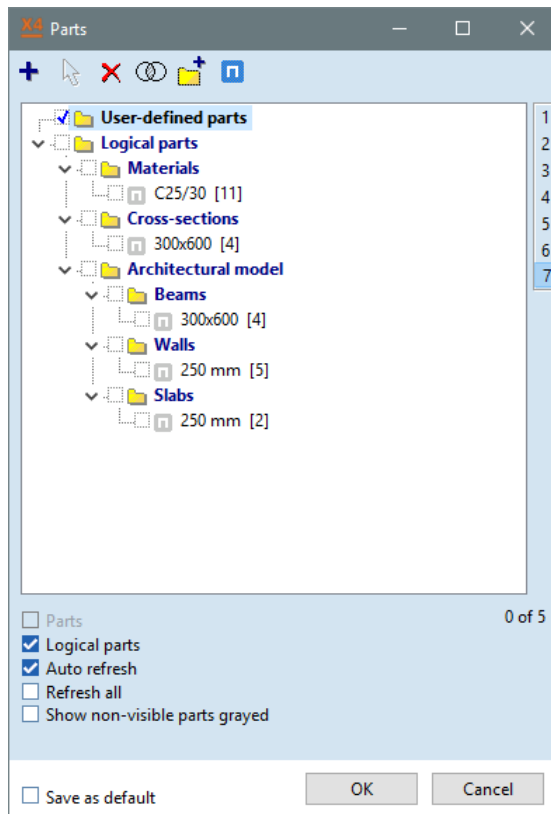 X4 Parts
User-defined parts
Logical parts
Materials
C25/30 [11]
Cross-sections
300x600 [4]
Architectural model
Beams
300x600 [4]
Walls
250 mm [5]
Slabs
250 mm [2]
1
2
3
4
5
6
7
Parts
0 of 5
Logical parts
Auto refresh
Refresh all
Show non-visible parts grayed
Save as default
OK
Cancel